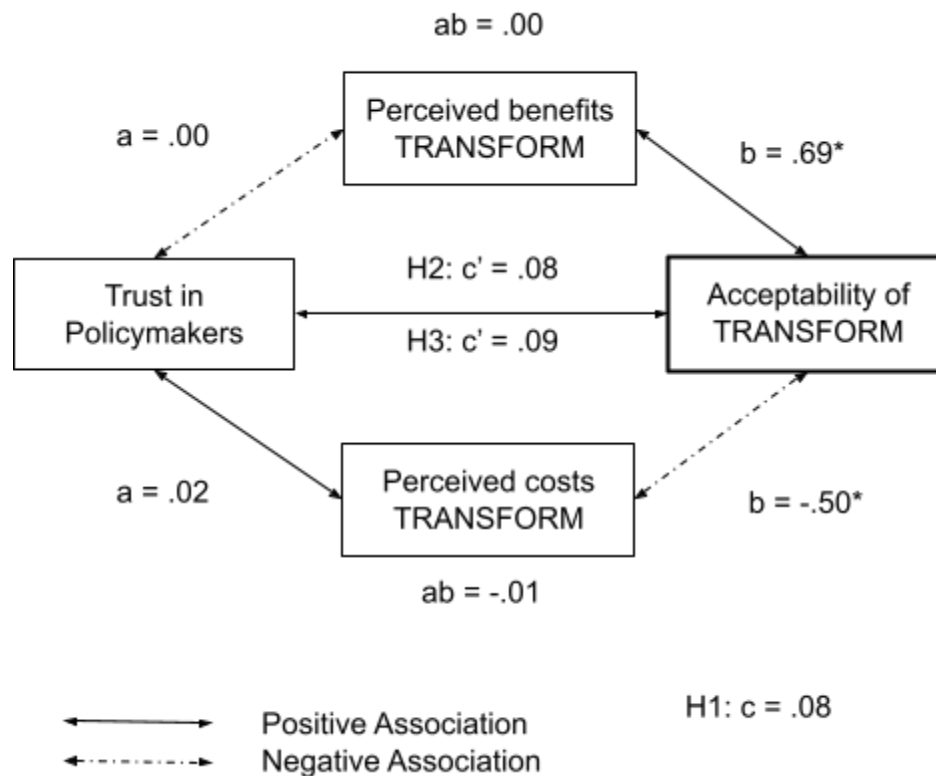 ab = .00
Perceived benefits
TRANSFORM
a = .00
b = .69*
Trust in
Policymakers
H2: c’ = .08
H3: c’ = .09
Acceptability of
TRANSFORM
Perceived costs
TRANSFORM
a = .02
b = -.50*
ab = -.01
H1: c = .08
Positive Association
Negative Association